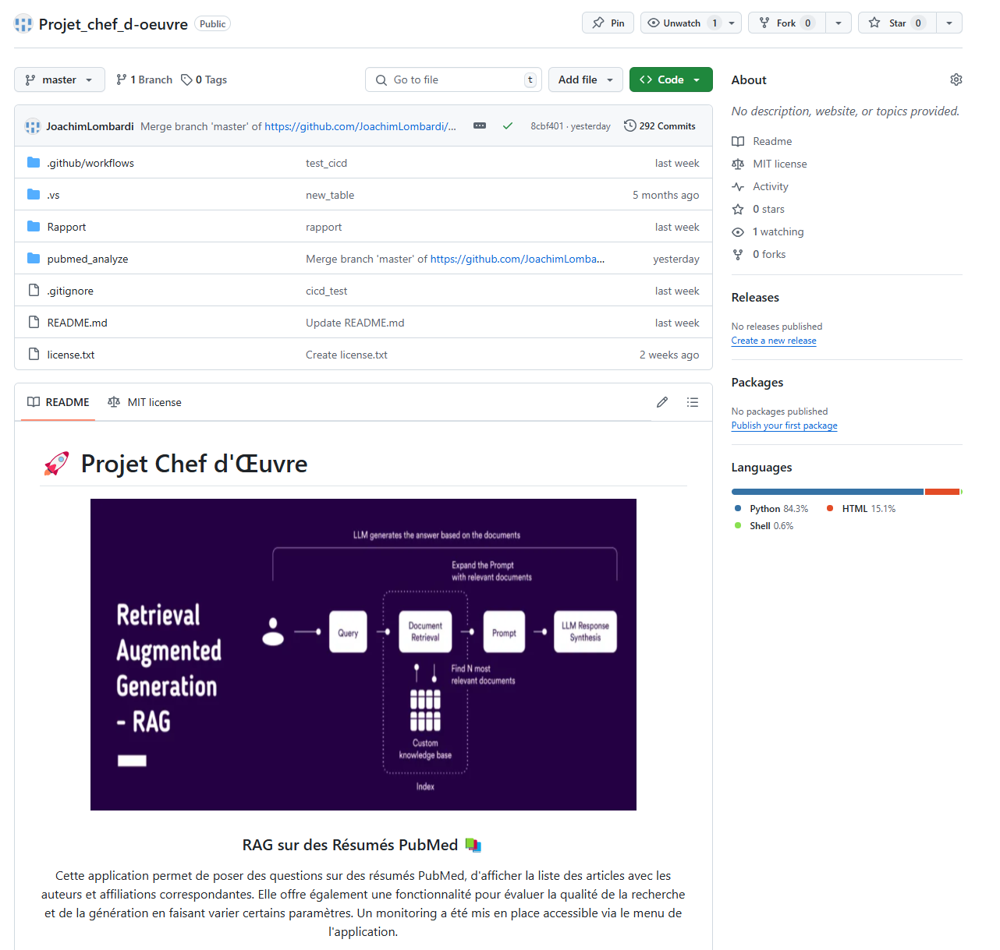 Projet_chef_d-oeuvre Public
Pin
Unwatch 1
Fork 0
Star 0
master
1 Branch
0 Tags
Go to file t
Add file
Code
JoachimLombardi Merge branch 'master' of https://github.com/JoachimLombardi/... 8cbf401 · yesterday 292 Commits
.github/workflows test_cicd last week
.vs new_table 5 months ago
Rapport rapport last week
pubmed_analyze Merge branch 'master' of https://github.com/JoachimLomba... yesterday
.gitignore cicd_test last week
README.md Update README.md last week
license.txt Create license.txt 2 weeks ago
README
MIT license
🚀 Projet Chef d'Œuvre
LLM generates the answer based on the documents
Expand the Prompt
with relevant documents
Retrieval
Augmented
Generation
- RAG
Query
Document
Retrieval
Prompt
LLM Response
Synthesis
Find N most
relevant documents
Custom
knowledge base
Index
RAG sur des Résumés PubMed
Cette application permet de poser des questions sur des résumés PubMed, d'afficher la liste des articles avec les
auteurs et affiliations correspondantes. Elle offre également une fonctionnalité pour évaluer la qualité de la recherche
et de la génération en faisant varier certains paramètres. Un monitoring a été mis en place accessible via le menu de
l'application.
About
No description, website, or topics provided.
Readme
MIT license
Activity
0 stars
1 watching
0 forks
Releases
No releases published
Create a new release
Packages
No packages published
Publish your first package
Languages
Python 84.3%
HTML 15.1%
Shell 0.6%